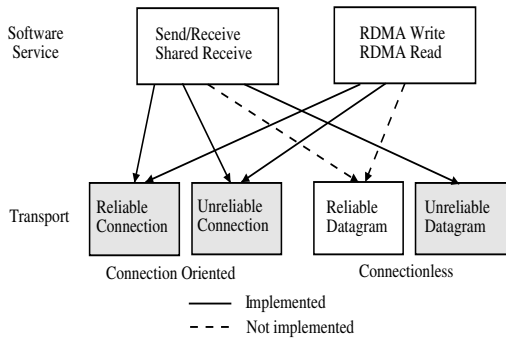 Software
Service
Send/Receive
Shared Receive
RDMA Write
RDMA Read
Transport
Reliable
Connection
Unreliable
Connection
Reliable
Datagram
Unreliable
Datagram
Connection Oriented
Connectionless
Implemented
Not implemented